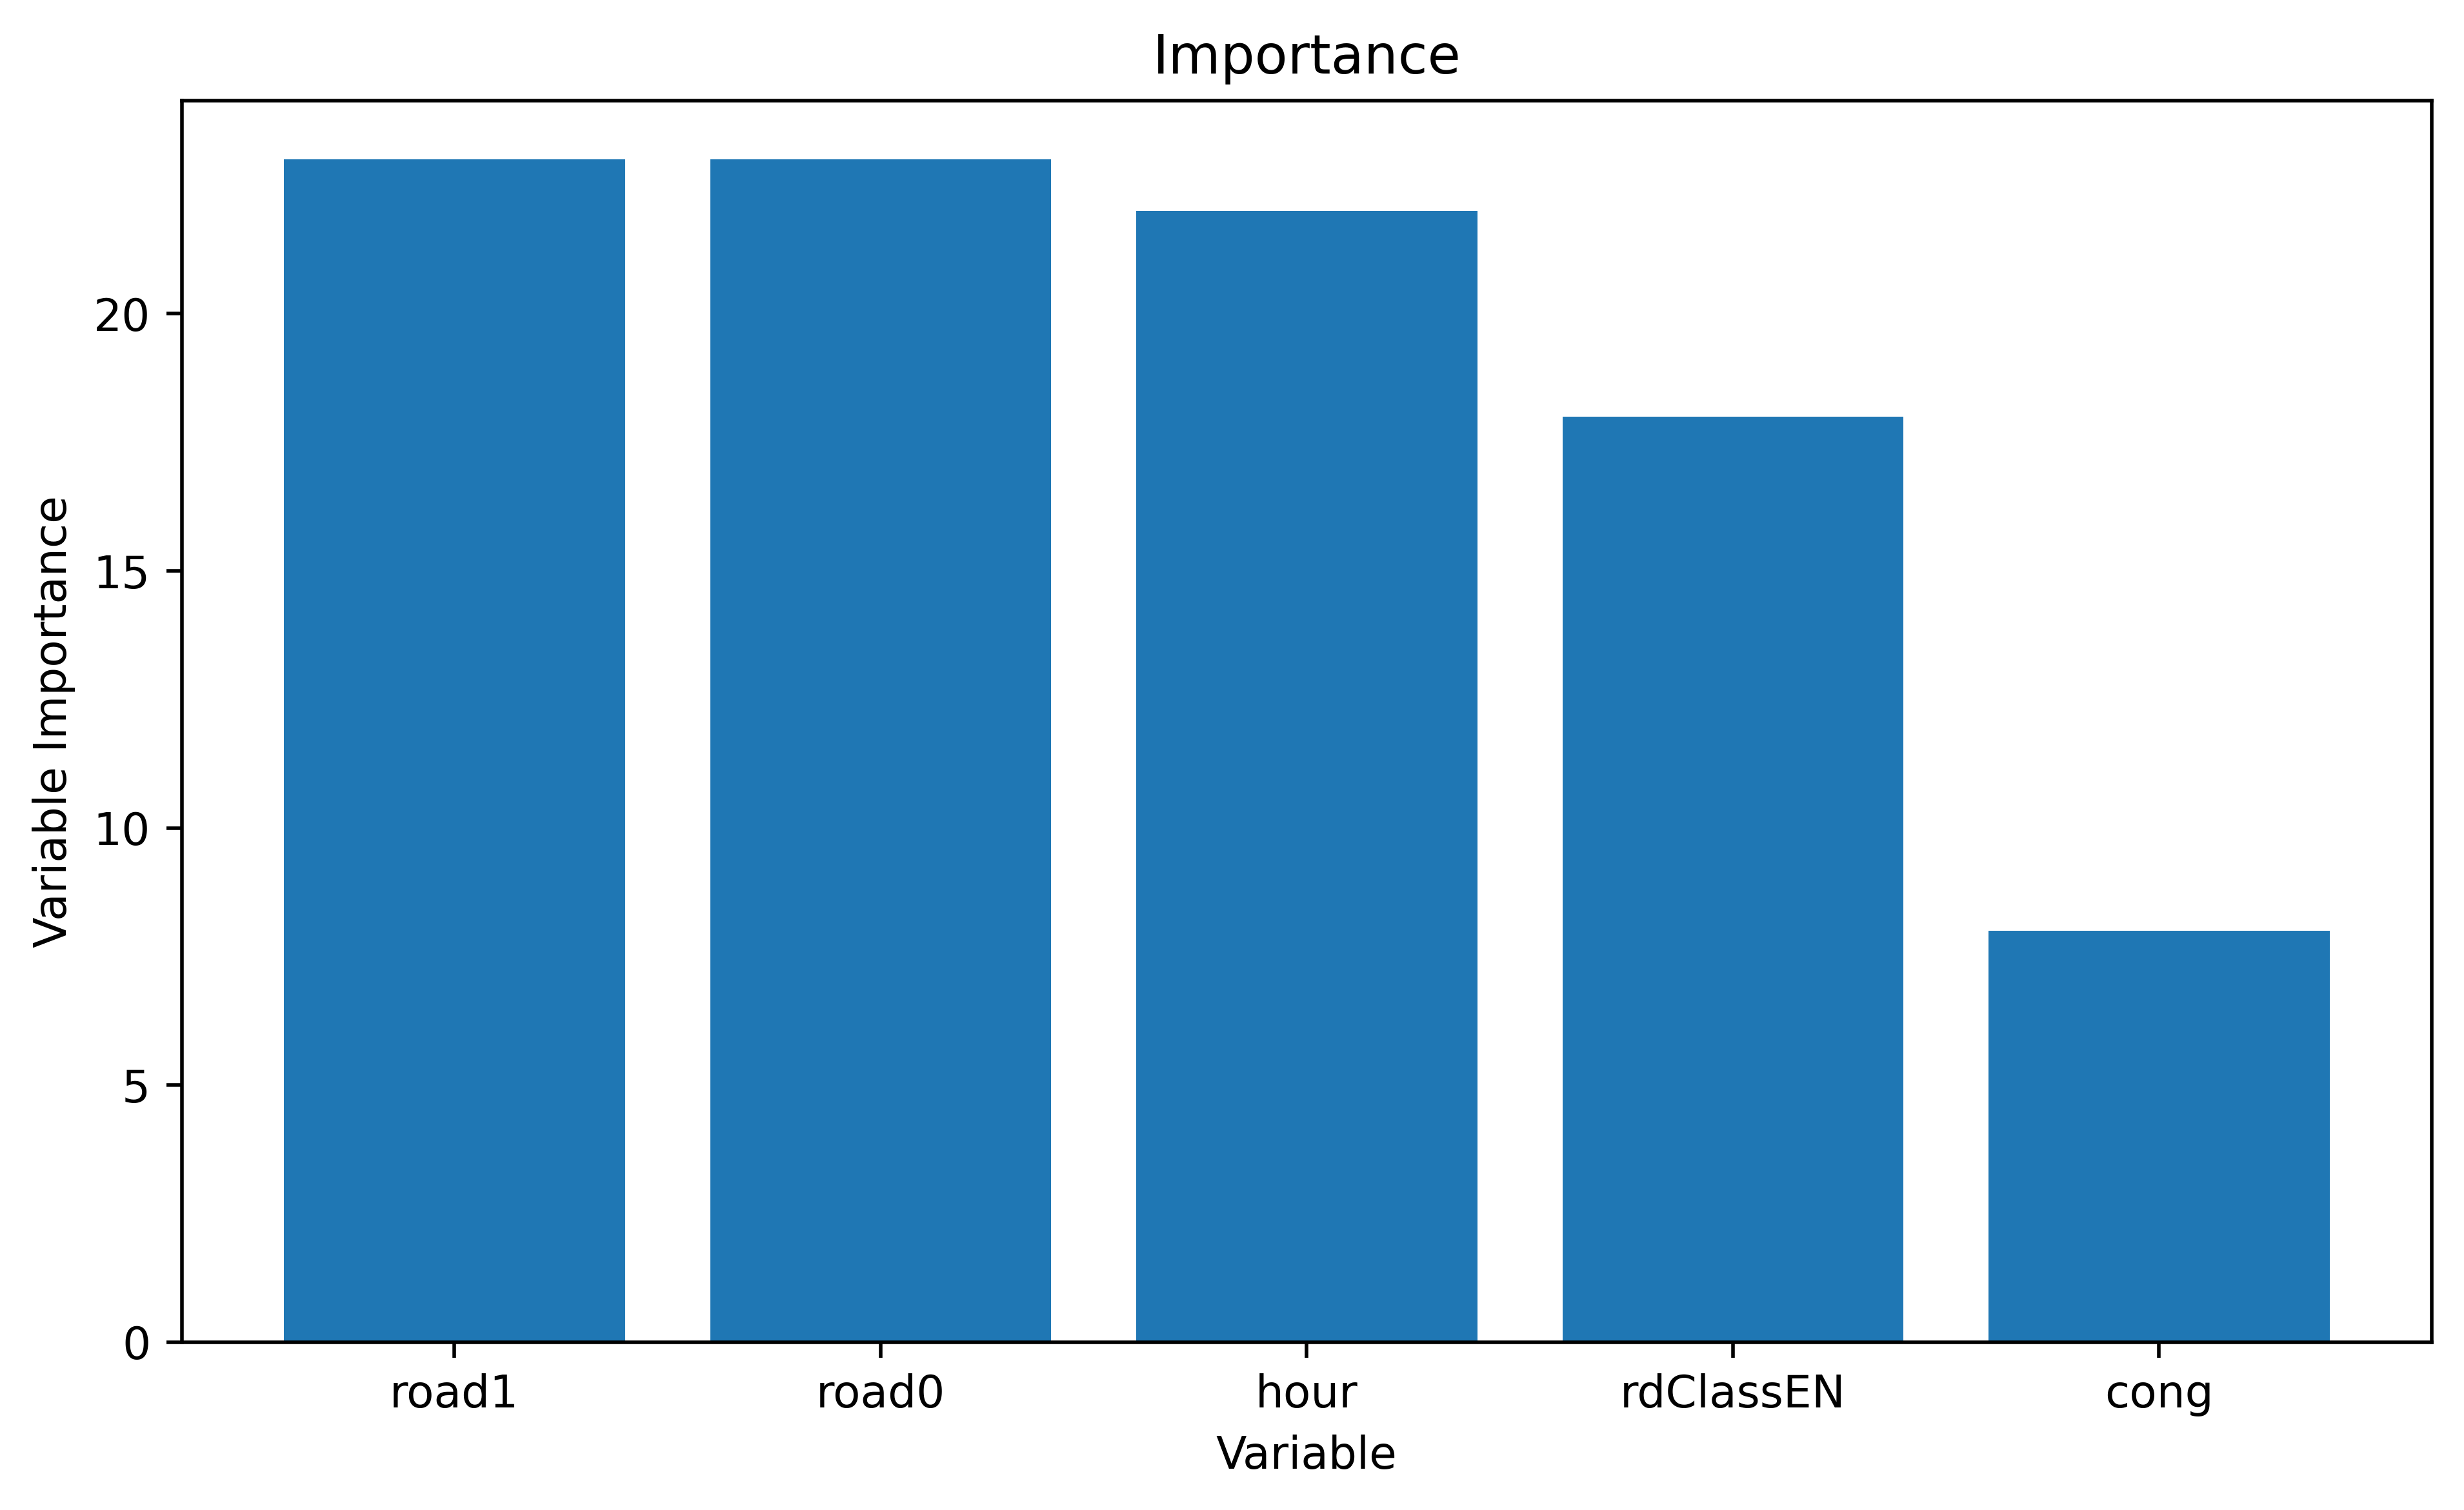 Importance
Variable Importance
20
15
10
5
0
road1 road0 hour rdClassEN cong
Variable